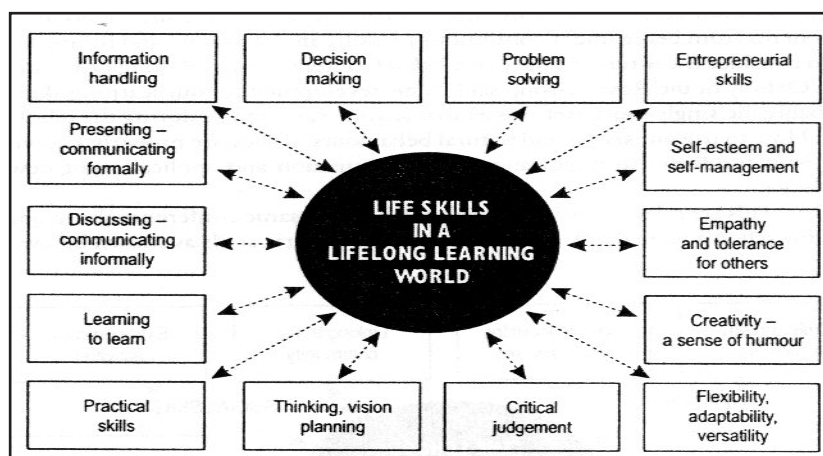 Information
handling
Decision
making
Problem
solving
Entrepreneurial
skills
Presenting –
communicating
formally
Self-esteem and
self-management
Discussing –
communicating
informally
LIFE SKILLS
IN A
LIFELONG LEARNING
WORLD
Empathy
and tolerance
for others
Learning
to learn
Creativity –
a sense of humour
Practical
skills
Thinking, vision
planning
Critical
judgement
Flexibility,
adaptability,
versatility